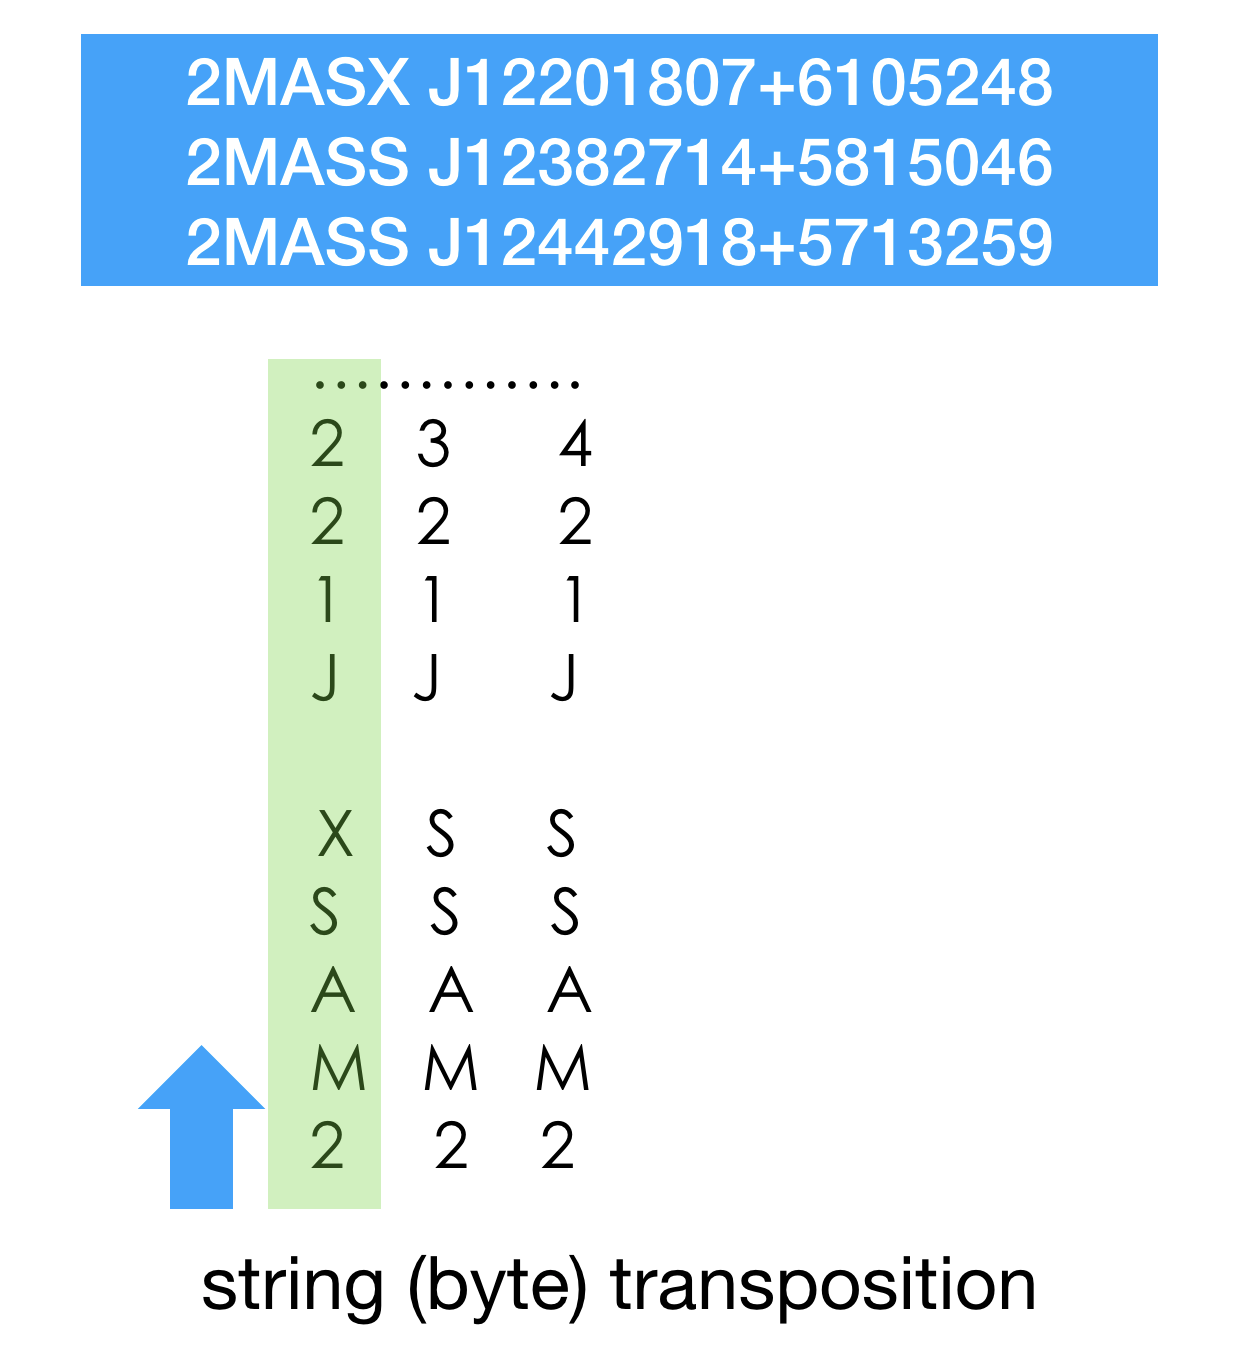 2MASX J12201807+6105248
2MASS J12382714+5815046
2MASS J12442918+5713259
.............
2 3 4
2 2 2
1 1 1
J J J
X S S
S S S
A A A
M M M
2 2 2
string (byte) transposition